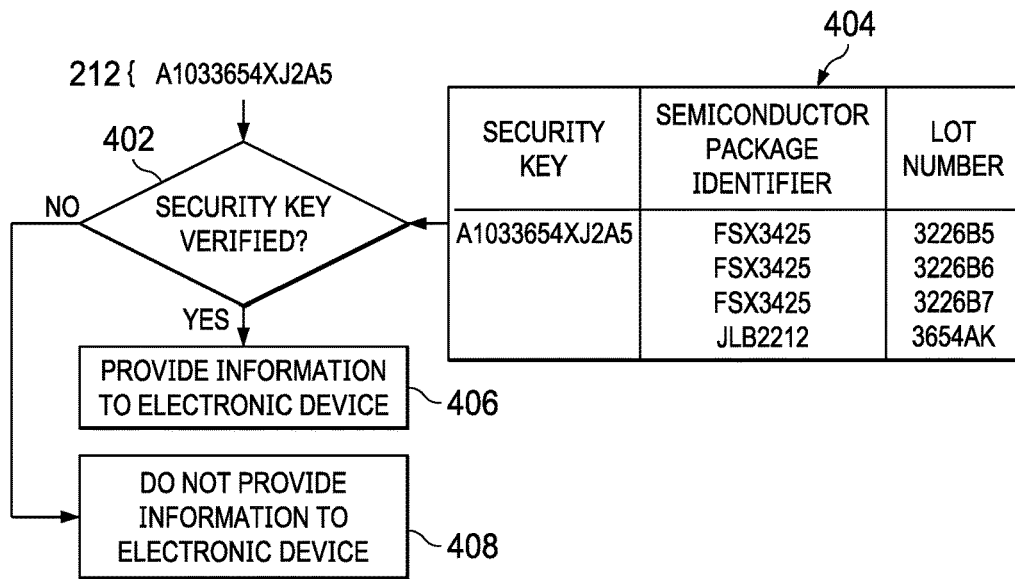 404
212 { A1033654XJ2A5
402
SECURITY KEY
VERIFIED?
NO
YES
SECURITY
KEY
SEMICONDUCTOR
PACKAGE
IDENTIFIER
LOT
NUMBER
A1033654XJ2A5 FSX3425 3226B5
FSX3425 3226B6
FSX3425 3226B7
JLB2212 3654AK
PROVIDE INFORMATION
TO ELECTRONIC DEVICE
406
DO NOT PROVIDE
INFORMATION TO
ELECTRONIC DEVICE
408